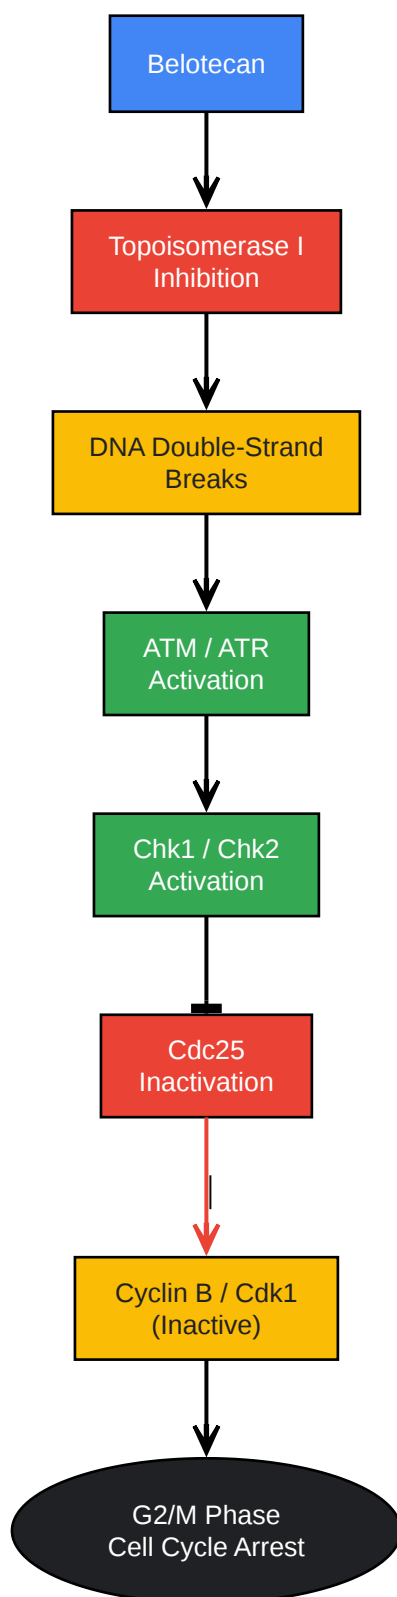 Belotecan
Topoisomerase I
Inhibition
DNA Double-Strand
Breaks
ATM / ATR
Activation
Chk1 / Chk2
Activation
Cdc25
Inactivation
|
Cyclin B / Cdk1
(Inactive)
G2/M Phase
Cell Cycle Arrest